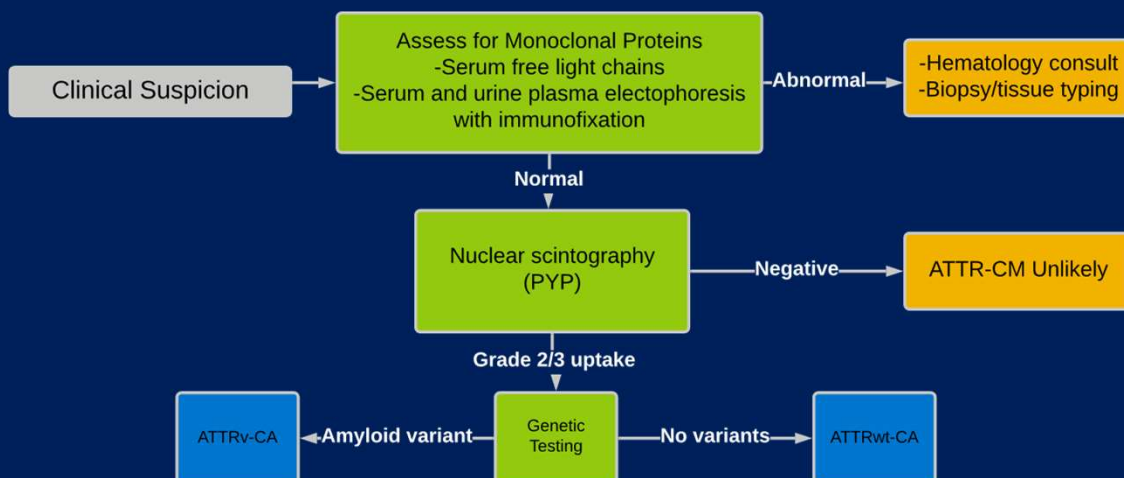 Clinical Suspicion
Assess for Monoclonal Proteins
-Serum free light chains
-Serum and urine plasma electophoresis
with immunofixation
Abnormal
-Hematology consult
-Biopsy/tissue typing
Normal
Nuclear scintography
(PYP)
Negative
ATTR-CM Unlikely
Grade 2/3 uptake
ATTRv-CA
Amyloid variant
Genetic
Testing
No variants
ATTRwt-CA